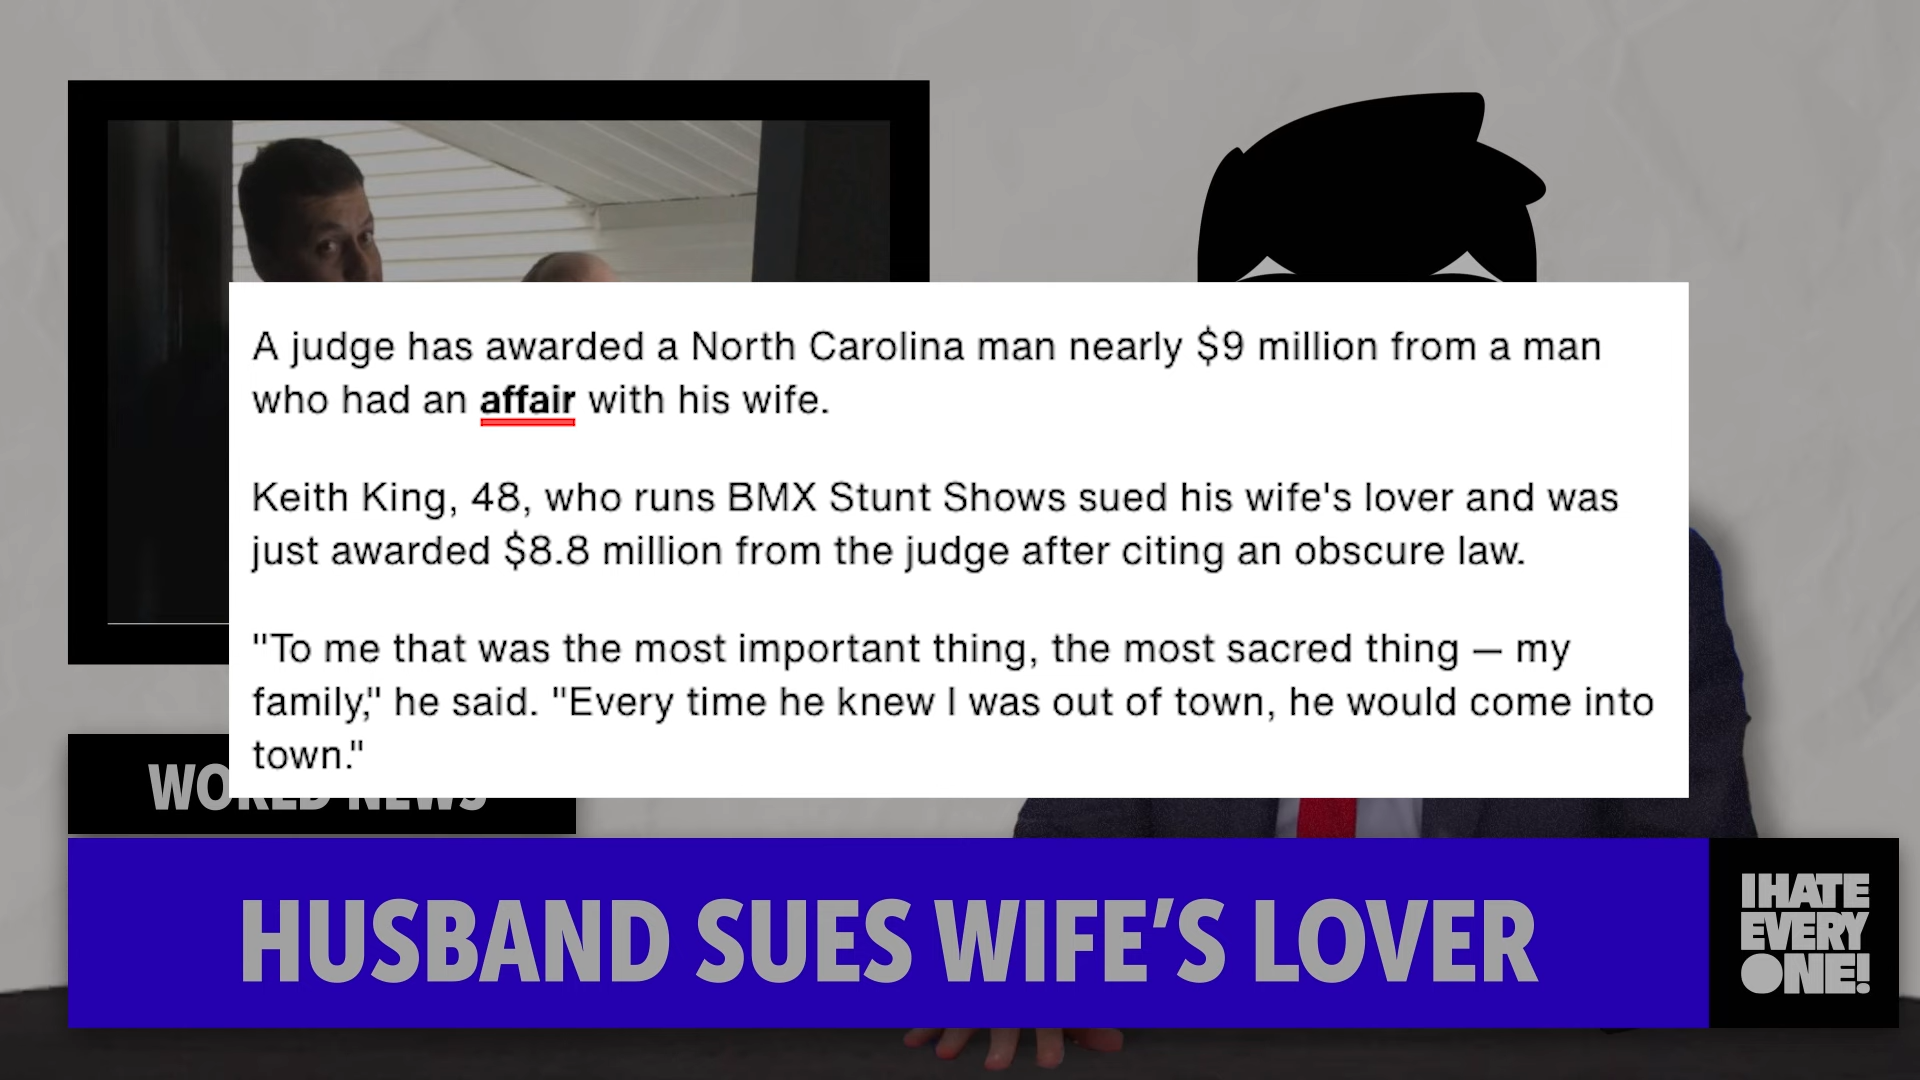 A judge has awarded a North Carolina man nearly $9 million from a man
who had an affair with his wife.
Keith King, 48, who runs BMX Stunt Shows sued his wife's lover and was
just awarded $8.8 million from the judge after citing an obscure law.
"To me that was the most important thing, the most sacred thing — my
family," he said. "Every time he knew I was out of town, he would come into
town."
WORLD NEWS
HUSBAND SUES WIFE’S LOVER
I HATE
EVERY
ONE!